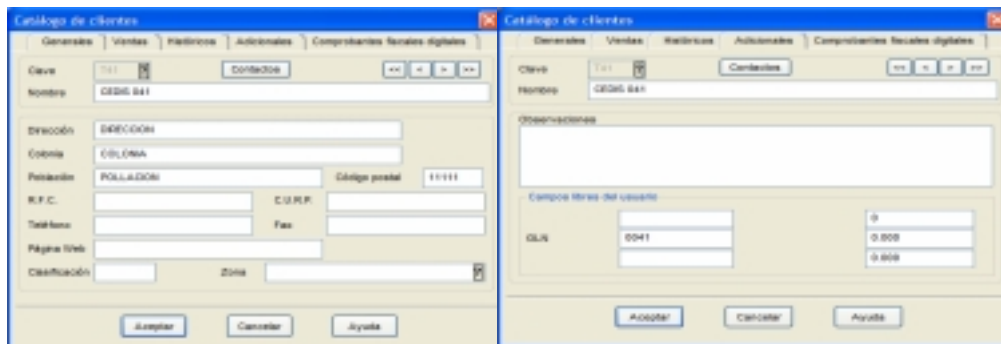 Catálogo de clientes
Generales Ventas Históricos Adicionales Comprobantes fiscales digitales
Clave T41 ? Contactos << < > >>
Nombre CEDIS 041
Dirección DIRECCION
Colonia COLONIA
Población POLLACION Código postal 11111
R.F.C. C.U.R.P.
Teléfono Fax
Página Web
Clasificación Zona ?
Aceptar Cancelar Ayuda
Catálogo de clientes
Generales Ventas Históricos Adicionales Comprobantes fiscales digitales
Clave T41 ? Contactos << < > >>
Nombre CEDIS 041
Observaciones
Campos libres del usuario
0
GLN 0041 0.000
0.000
Aceptar Cancelar Ayuda